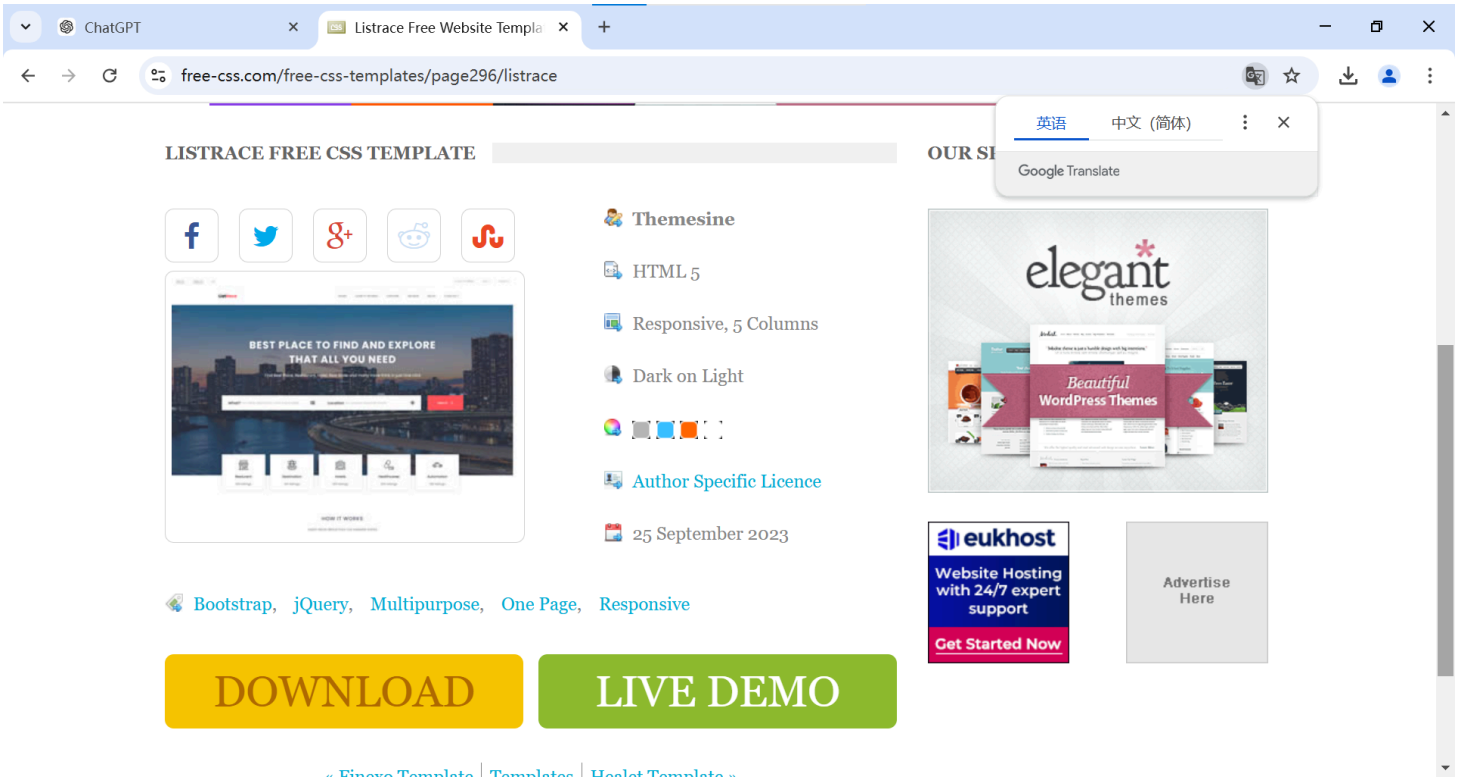 ChatGPT
Listrace Free Website Templa
free-css.com/free-css-templates/page296/listrace
英语 中文 (简体)
Google Translate
LISTRACE FREE CSS TEMPLATE
OUR
Themesine
HTML 5
Responsive, 5 Columns
Dark on Light
Author Specific Licence
25 September 2023
BEST PLACE TO FIND AND EXPLORE
THAT ALL YOU NEED
HOW IT WORKS
Bootstrap, jQuery, Multipurpose, One Page, Responsive
DOWNLOAD
LIVE DEMO
« Finexo Template Templates Healet Template »
elegant
themes
Beautiful
WordPress Themes
eukhost
Website Hosting
with 24/7 expert
support
Get Started Now
Advertise
Here